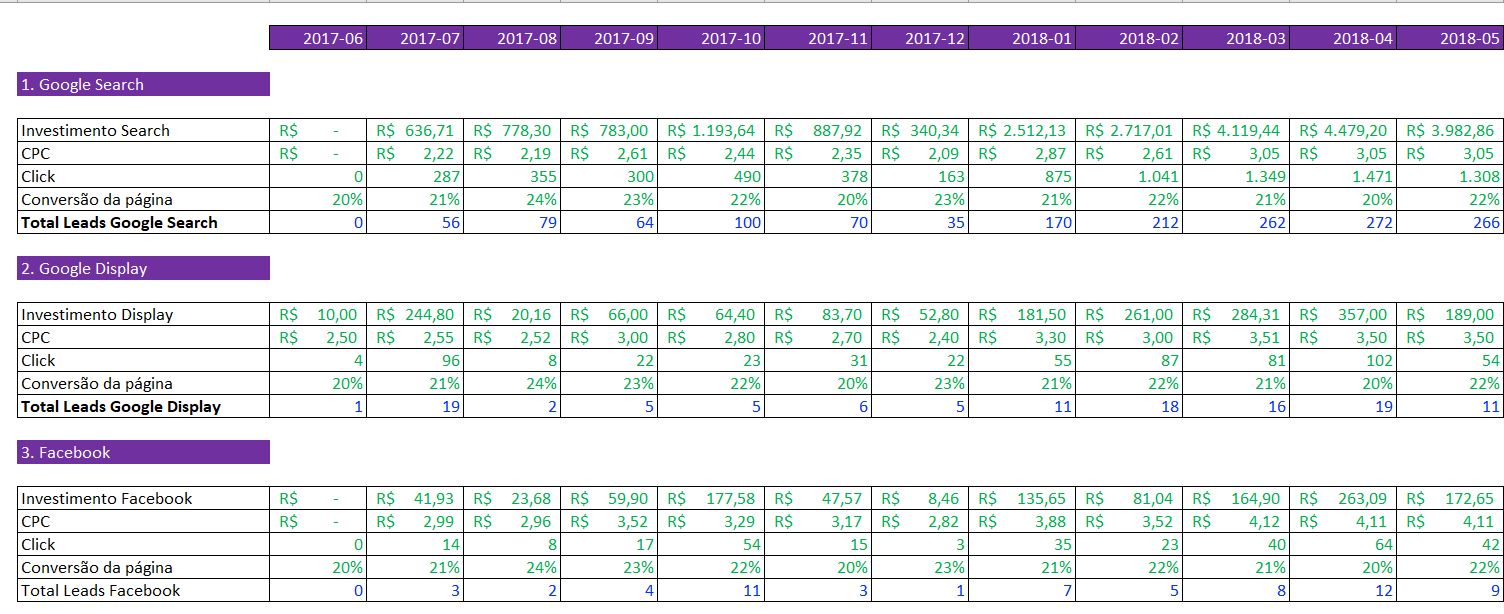 2017-06 2017-07 2017-08 2017-09 2017-10 2017-11 2017-12 2018-01 2018-02 2018-03 2018-04 2018-05
1. Google Search
Investimento Search R$ - R$ 636,71 R$ 778,30 R$ 783,00 R$ 1.193,64 R$ 887,92 R$ 340,34 R$ 2.512,13 R$ 2.717,01 R$ 4.119,44 R$ 4.479,20 R$ 3.982,86
CPC R$ - R$ 2,22 R$ 2,19 R$ 2,61 R$ 2,44 R$ 2,35 R$ 2,09 R$ 2,87 R$ 2,61 R$ 3,05 R$ 3,05 R$ 3,05
Click 0 287 355 300 490 378 163 875 1.041 1.349 1.471 1.308
Conversão da página 20% 21% 24% 23% 22% 20% 23% 21% 22% 21% 20% 22%
Total Leads Google Search 0 56 79 64 100 70 35 170 212 262 272 266
2. Google Display
Investimento Display R$ 10,00 R$ 244,80 R$ 20,16 R$ 66,00 R$ 64,40 R$ 83,70 R$ 52,80 R$ 181,50 R$ 261,00 R$ 284,31 R$ 357,00 R$ 189,00
CPC R$ 2,50 R$ 2,55 R$ 2,52 R$ 3,00 R$ 2,80 R$ 2,70 R$ 2,40 R$ 3,30 R$ 3,00 R$ 3,51 R$ 3,50 R$ 3,50
Click 4 96 8 22 23 31 22 55 87 81 102 54
Conversão da página 20% 21% 24% 23% 22% 20% 23% 21% 22% 21% 20% 22%
Total Leads Google Display 1 19 2 5 5 6 5 11 18 16 19 11
3. Facebook
Investimento Facebook R$ - R$ 41,93 R$ 23,68 R$ 59,90 R$ 177,58 R$ 47,57 R$ 8,46 R$ 135,65 R$ 81,04 R$ 164,90 R$ 263,09 R$ 172,65
CPC R$ - R$ 2,99 R$ 2,96 R$ 3,52 R$ 3,29 R$ 3,17 R$ 2,82 R$ 3,88 R$ 3,52 R$ 4,12 R$ 4,11 R$ 4,11
Click 0 14 8 17 54 15 3 35 23 40 64 42
Conversão da página 20% 21% 24% 23% 22% 20% 23% 21% 22% 21% 20% 22%
Total Leads Facebook 0 3 2 4 11 3 1 7 5 8 12 9